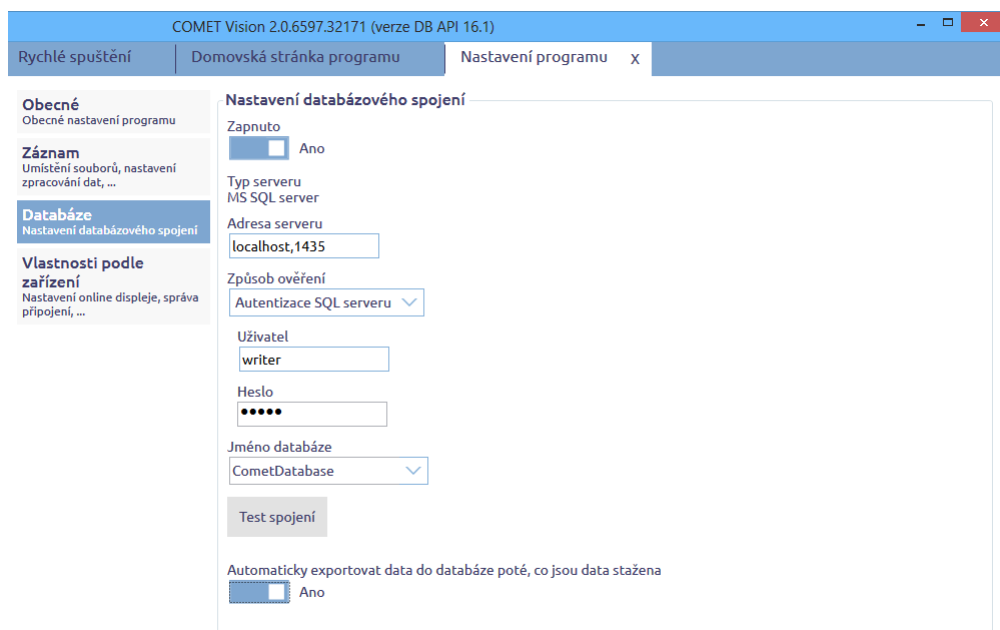 COMET Vision 2.0.6597.32171 (verze DB API 16.1)
Rychlé spuštění
Domovská stránka programu
Nastavení programu x
Obecné
Obecné nastavení programu
Záznam
Umístění souborů, nastavení
zpracování dat, ...
Databáze
Nastavení databázového spojení
Vlastnosti podle
zařízení
Nastavení online displeje, správa
připojení, ...
Nastavení databázového spojení
Zapnuto
Ano
Typ serveru
MS SQL server
Adresa serveru
localhost,1435
Způsob ověření
Autentizace SQL serveru
Uživatel
writer
Heslo
●●●●●
Jméno databáze
CometDatabase
Test spojení
Automaticky exportovat data do databáze poté, co jsou data stažena
Ano